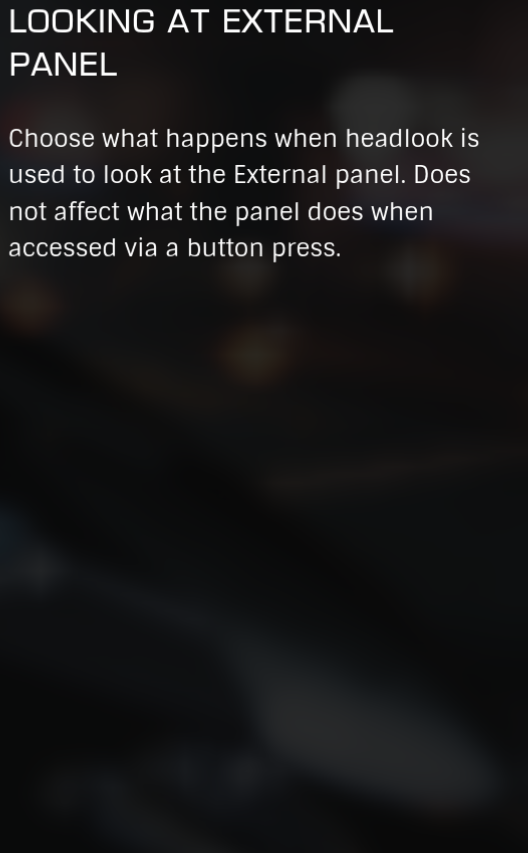 LOOKING AT EXTERNAL
PANEL
Choose what happens when headlook is
used to look at the External panel. Does
not affect what the panel does when
accessed via a button press.